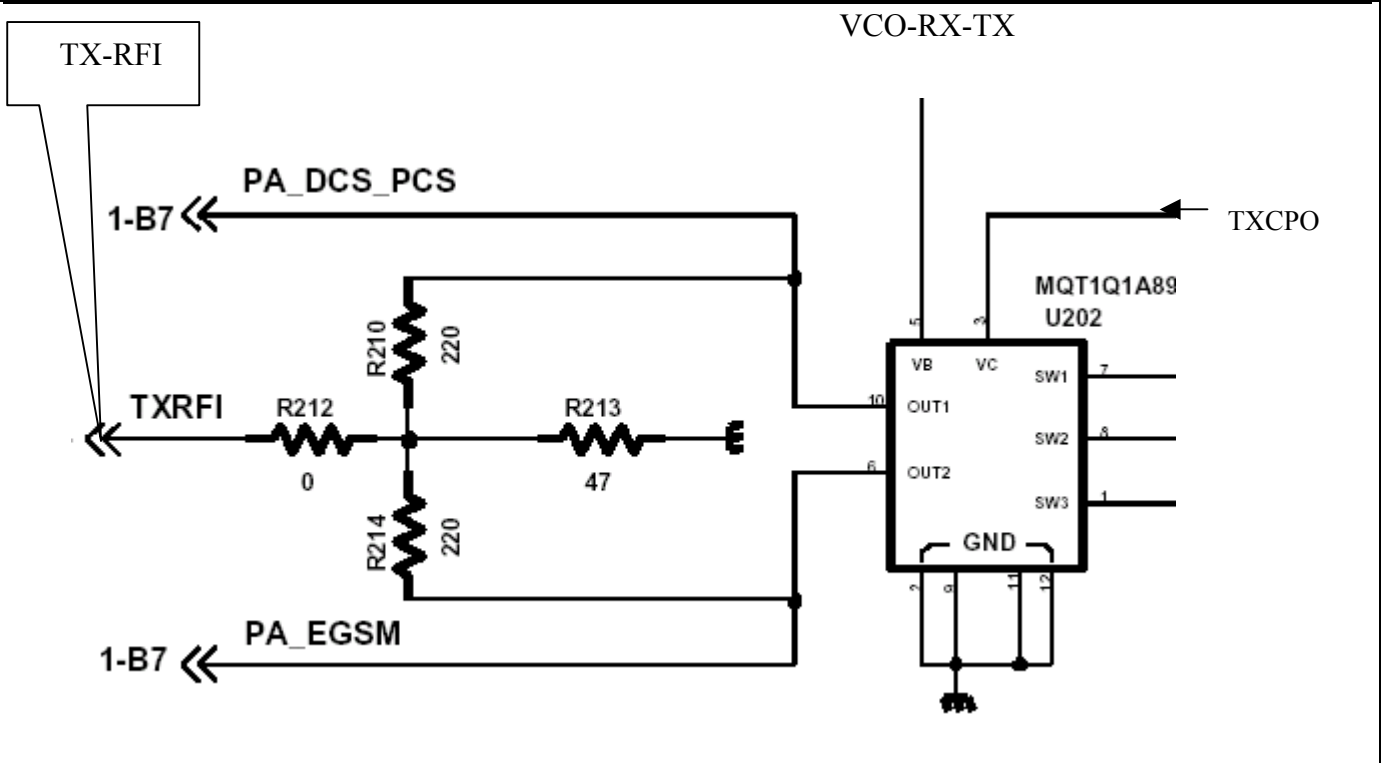 VCO-RX-TX
TX-RFI
PA_DCS_PCS
1-B7
TXCPO
MQT1Q1A89
U202
5
3
VB
VC
SW1
7
R210
220
10
OUT1
TXRFI
R212
0
R213
47
SW2
8
6
OUT2
SW3
1
R214
220
GND
2
9
11
12
PA_EGSM
1-B7